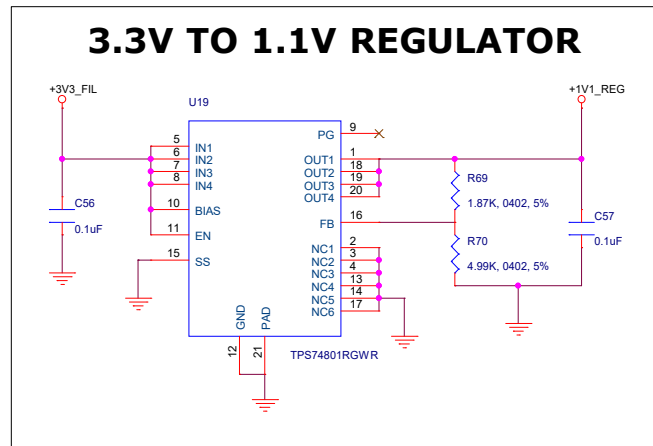 3.3V TO 1.1V REGULATOR
+3V3_FIL
+1V1_REG
U19
5 IN1
6 IN2
7 IN3
8 IN4
10 BIAS
11 EN
15 SS
PG 9
OUT1 1
OUT2 18
OUT3 19
OUT4 20
FB 16
NC1 2
NC2 3
NC3 4
NC4 13
NC5 14
NC6 17
GND 12
PAD 21
TPS74801RGWR
C56
0.1uF
R69
1.87K, 0402, 5%
R70
4.99K, 0402, 5%
C57
0.1uF